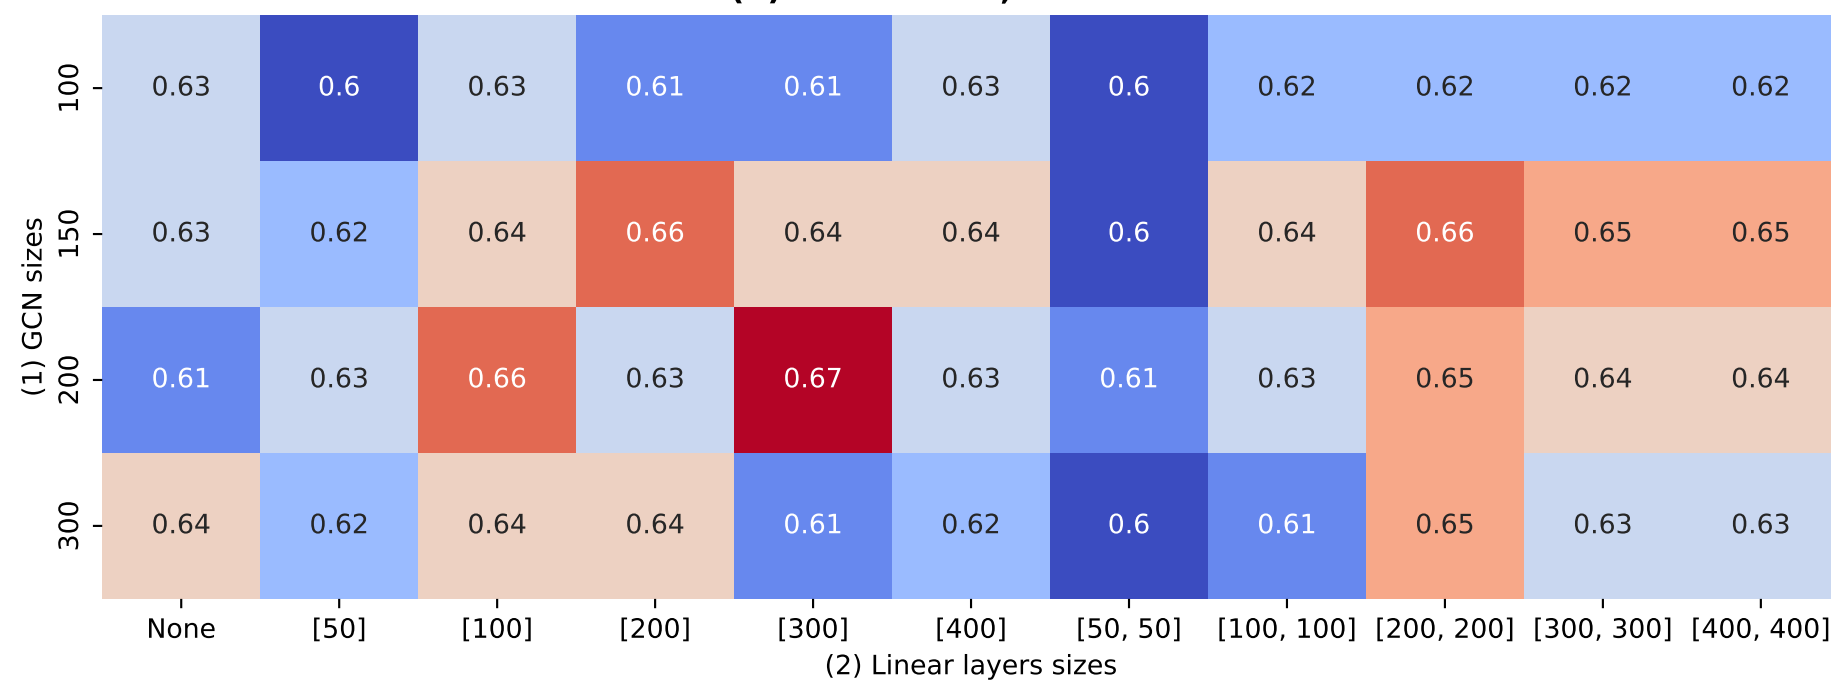 100 0.63 0.6 0.63 0.61 0.61 0.63 0.6 0.62 0.62 0.62 0.62
150 0.63 0.62 0.64 0.66 0.64 0.64 0.6 0.64 0.66 0.65 0.65
200 0.61 0.63 0.66 0.63 0.67 0.63 0.61 0.63 0.65 0.64 0.64
300 0.64 0.62 0.64 0.64 0.61 0.62 0.6 0.61 0.65 0.63 0.63
(1) GCN sizes
None [50] [100] [200] [300] [400] [50, 50] [100, 100] [200, 200] [300, 300] [400, 400]
(2) Linear layers sizes